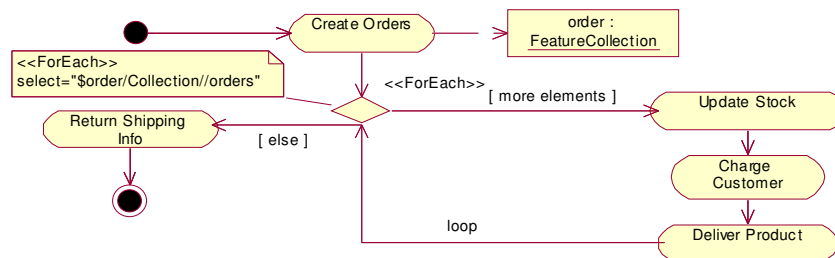 Create Orders
order :
FeatureCollection
<<ForEach>>
select="$order/Collection//orders"
<<ForEach>>
[ more elements ]
Update Stock
Return Shipping
Info
[ else ]
Charge
Customer
loop
Deliver Product